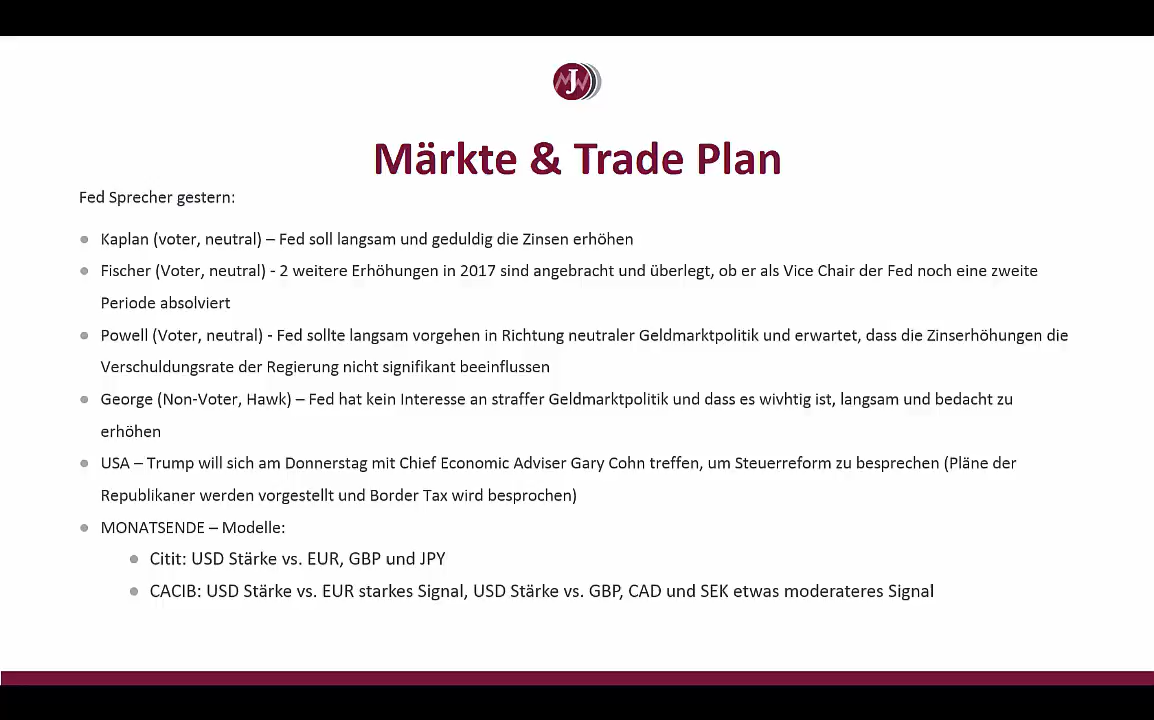 J
Märkte & Trade Plan
Fed Sprecher gestern:
Kaplan (voter, neutral) – Fed soll langsam und geduldig die Zinsen erhöhen
Fischer (Voter, neutral) - 2 weitere Erhöhungen in 2017 sind angebracht und überlegt, ob er als Vice Chair der Fed noch eine zweite
Periode absolviert
Powell (Voter, neutral) - Fed sollte langsam vorgehen in Richtung neutraler Geldmarktpolitik und erwartet, dass die Zinserhöhungen die
Verschuldungsrate der Regierung nicht signifikant beeinflussen
George (Non-Voter, Hawk) – Fed hat kein Interesse an straffer Geldmarktpolitik und dass es wivhtig ist, langsam und bedacht zu
erhöhen
USA – Trump will sich am Donnerstag mit Chief Economic Adviser Gary Cohn treffen, um Steuerreform zu besprechen (Pläne der
Republikaner werden vorgestellt und Border Tax wird besprochen)
MONATSENDE – Modelle:
Citit: USD Stärke vs. EUR, GBP und JPY
CACIB: USD Stärke vs. EUR starkes Signal, USD Stärke vs. GBP, CAD und SEK etwas moderateres Signal